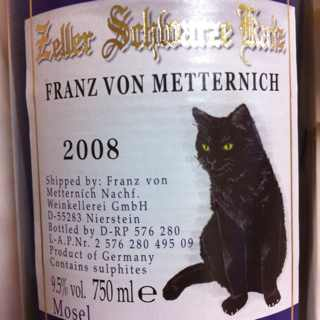 Zeller Schwarze Katz
FRANZ VON METTERNICH
2008
Shipped by: Franz von
Metternich Nachf.
Weinkellerei GmbH
D-55283 Nierstein
Bottled by D-RP 576 280
L-A.P.Nr. 2 576 280 495 09
Product of Germany
Contains sulphites
9,5% vol. 750 ml e
Mosel